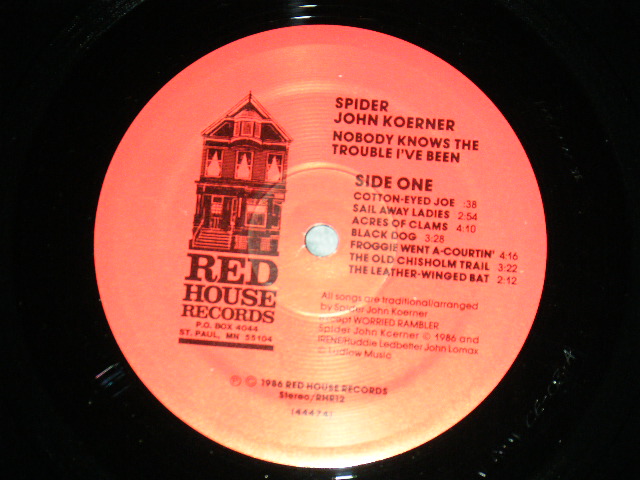 SPIDER
JOHN KOERNER
NOBODY KNOWS THE
TROUBLE I'VE BEEN
SIDE ONE
COTTON-EYED JOE :38
SAIL AWAY LADIES 2:54
ACRES OF CLAMS 4:10
BLACK DOG 3:28
FROGGIE WENT A-COURTIN' 4:16
THE OLD CHISHOLM TRAIL 3:22
THE LEATHER-WINGED BAT 2:12
RED
HOUSE
RECORDS
P.O. BOX 4044
ST. PAUL, MN 55104
All songs are traditional/arranged
by Spider John Koerner
except WORRIED RAMBLER
Spider John Koerner © 1986 and
IRENE/Huddie Ledbetter John Lomax
© Ludlow Music
℗ © 1986 RED HOUSE RECORDS
Stereo/RHR12